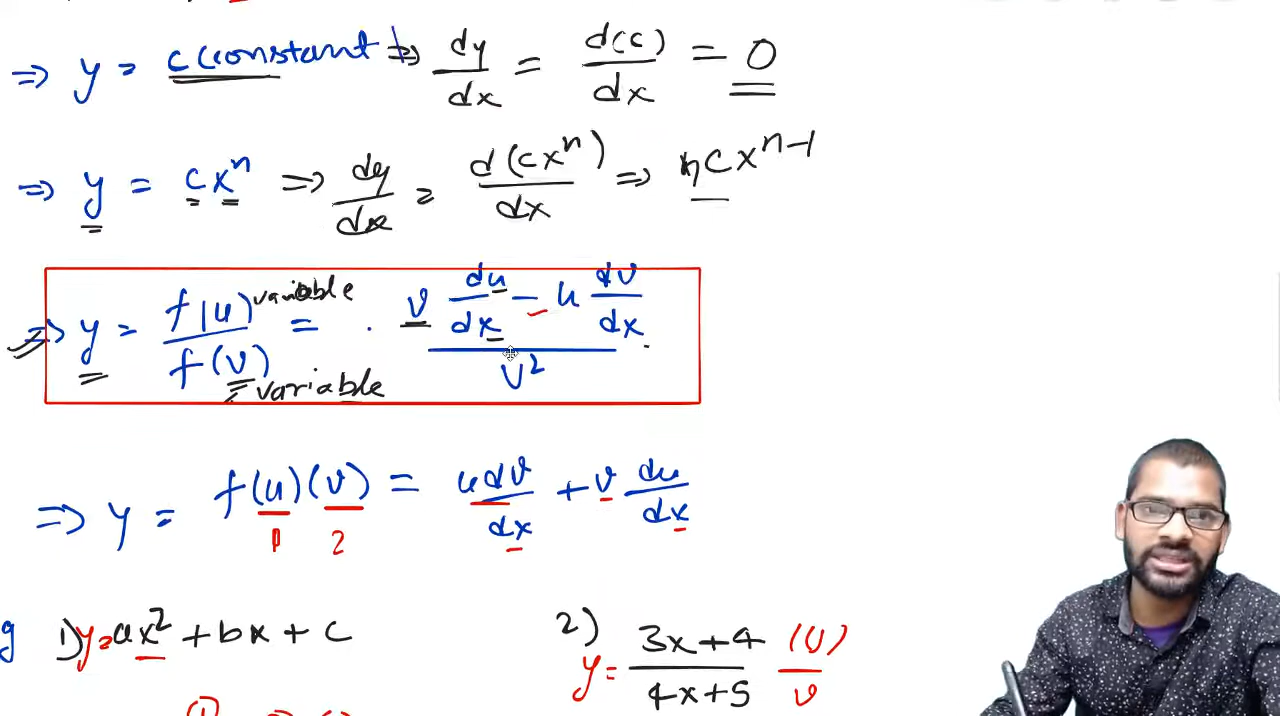 ⇒ y = c(constant) ⇒ dy/dx = d(c)/dx = 0
⇒ y = cx^n ⇒ dy/dx = d(cx^n)/dx ⇒ ncx^(n-1)
⇒ y = f(u) variable / f(v) variable = . (v du/dx - u dv/dx) / v²
⇒ y = f(u)(v) = u dv/dx + v du/dx
1 2
g 1) y=ax² + bx + c
2) y = (3x+4)/(4x+5) (U)/v